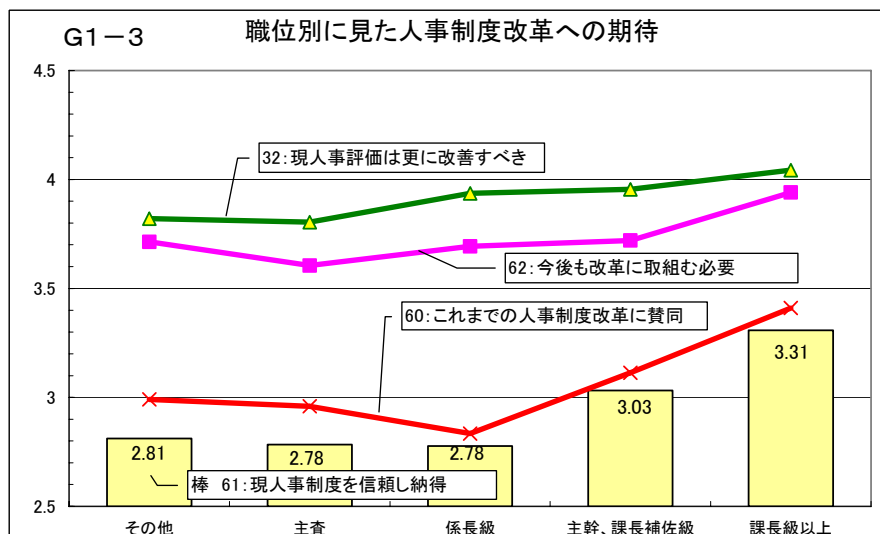 G1－3
職位別に見た人事制度改革への期待
4.5
4
3.5
3
2.5
32：現人事評価は更に改善すべき
62：今後も改革に取組む必要
60：これまでの人事制度改革に賛同
棒 61：現人事制度を信頼し納得
2.81
2.78
2.78
3.03
3.31
その他
主査
係長級
主幹、課長補佐級
課長級以上